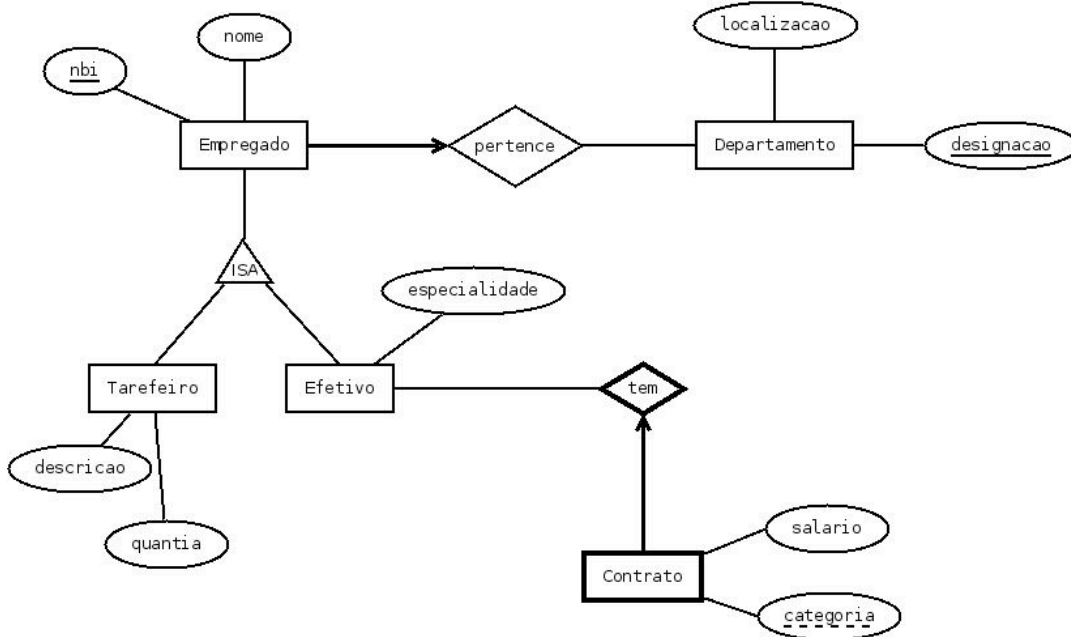 localizacao
nome
nbi
Empregado
pertence
Departamento
designacao
ISA
especialidade
Tarefeiro
Efetivo
tem
descricao
quantia
salario
Contrato
categoria